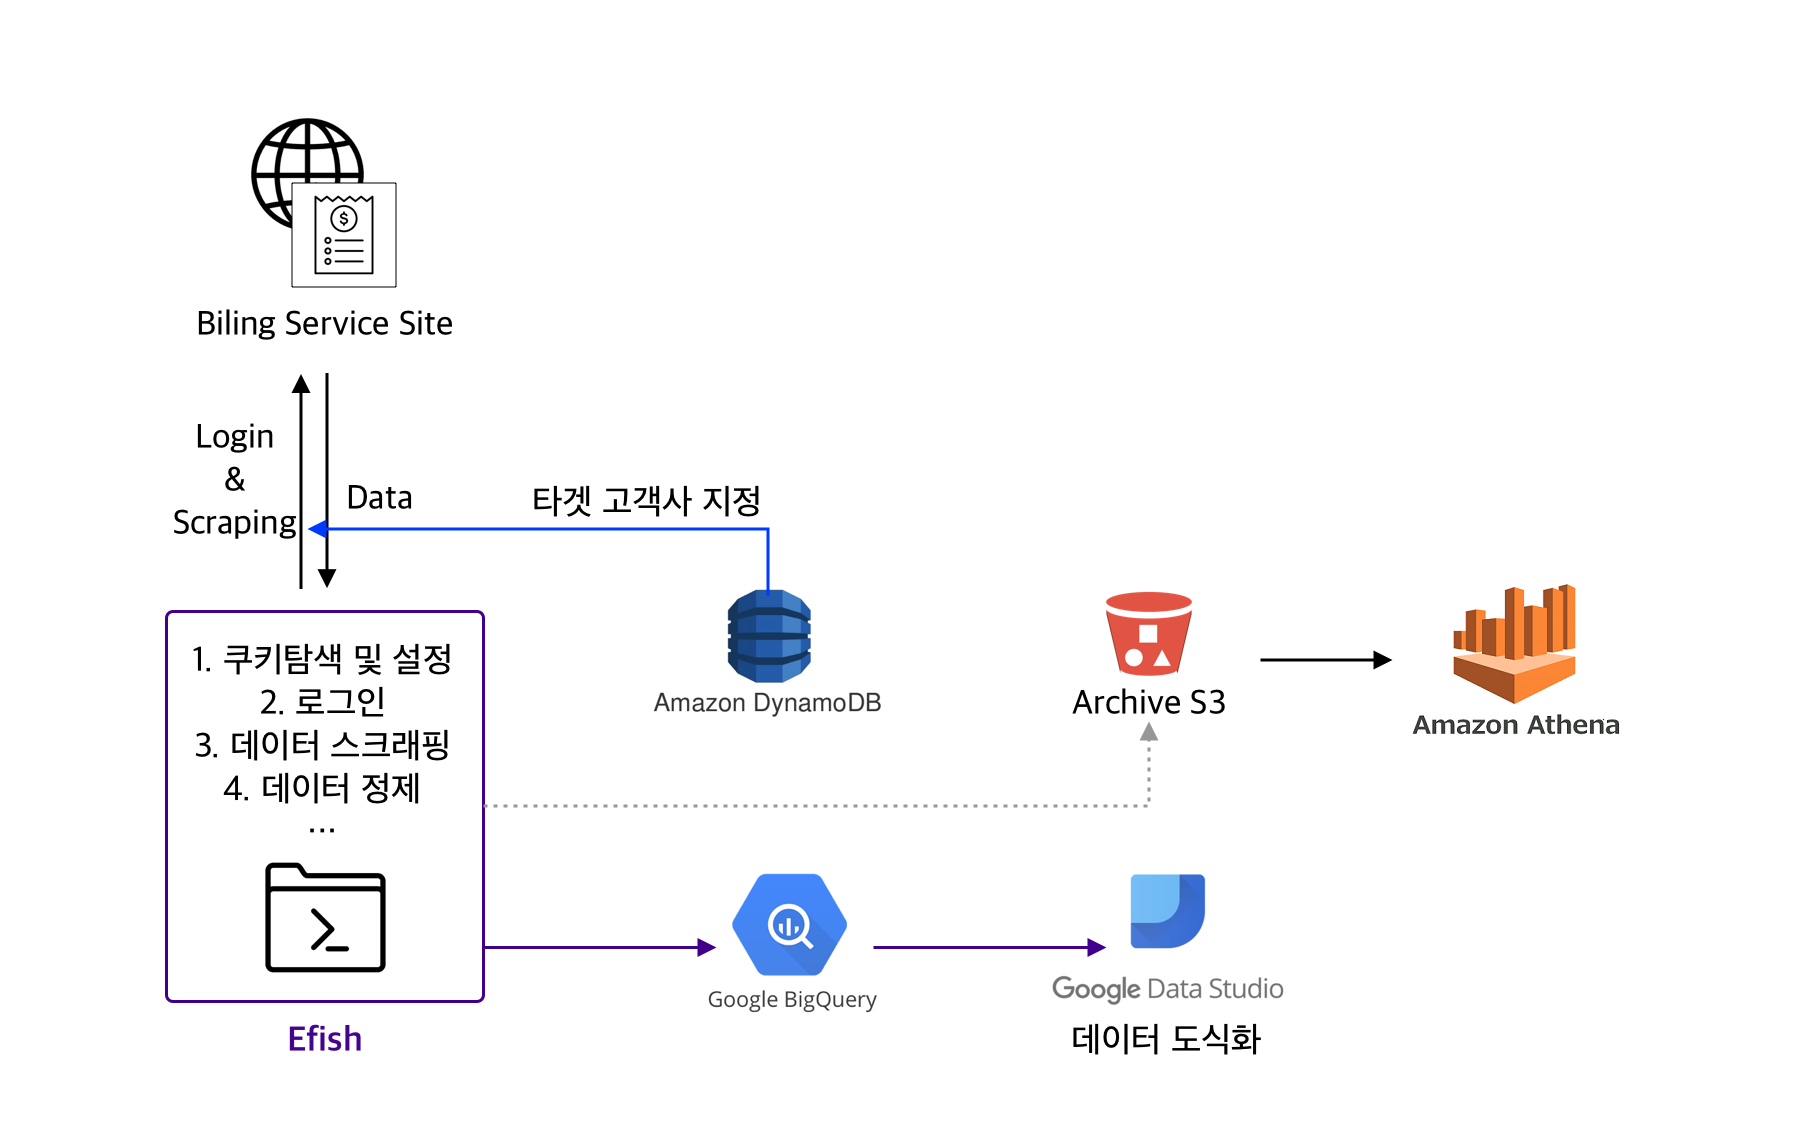 $
Biling Service Site
Login
&
Scraping
Data
타겟 고객사 지정
1. 쿠키탐색 및 설정
2. 로그인
3. 데이터 스크래핑
4. 데이터 정제
...
Efish
Amazon DynamoDB
Archive S3
Amazon Athena
Google BigQuery
Google Data Studio
데이터 도식화